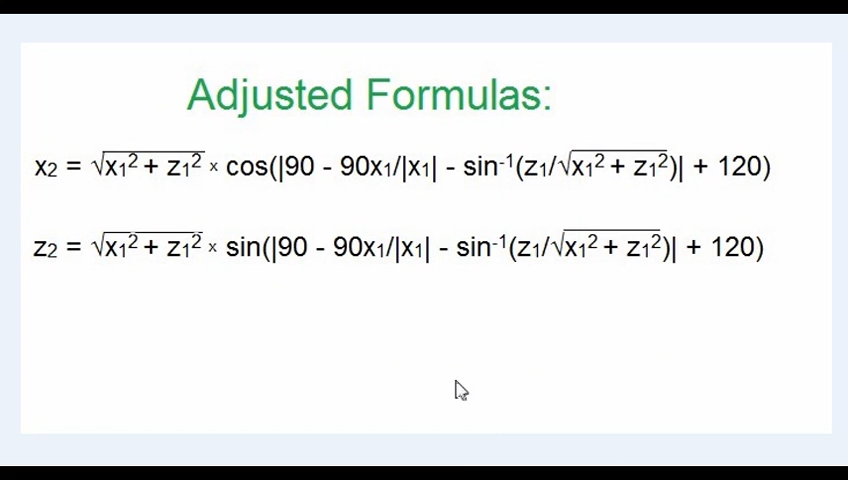 Adjusted Formulas:
x₂ = √x₁² + z₁² × cos(|90 - 90x₁/|x₁| - sin⁻¹(z₁/√x₁² + z₁²)| + 120)
z₂ = √x₁² + z₁² × sin(|90 - 90x₁/|x₁| - sin⁻¹(z₁/√x₁² + z₁²)| + 120)